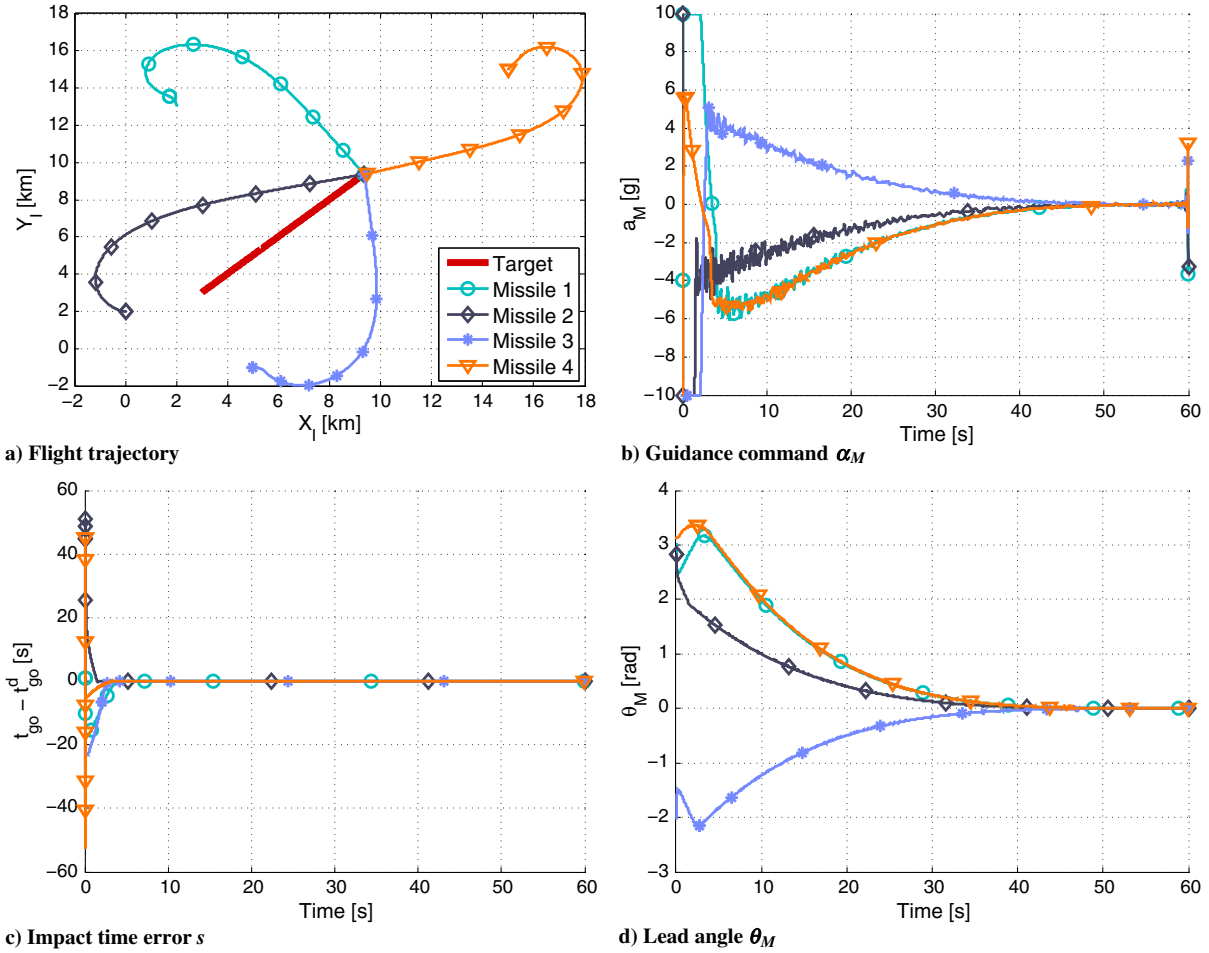 18
16
14
12
10
8
6
4
2
0
−2
Y_I [km]
−2 0 2 4 6 8 10 12 14 16 18
X_I [km]
Target
Missile 1
Missile 2
Missile 3
Missile 4
a) Flight trajectory
10
8
6
4
2
0
−2
−4
−6
−8
−10
a_M [g]
0 10 20 30 40 50 60
Time [s]
b) Guidance command α_M
60
40
20
0
−20
−40
−60
t_go − t_go^d [s]
0 10 20 30 40 50 60
Time [s]
c) Impact time error s
4
3
2
1
0
−1
−2
−3
θ_M [rad]
0 10 20 30 40 50 60
Time [s]
d) Lead angle θ_M